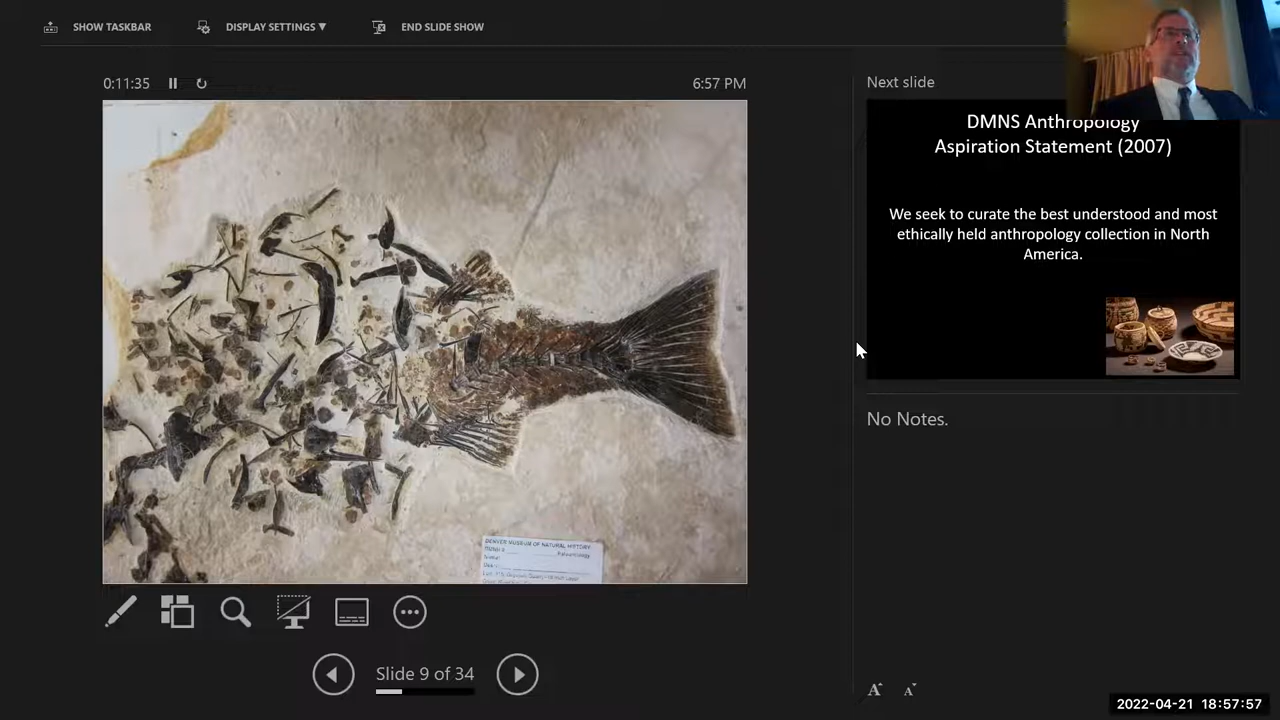 SHOW TASKBAR
DISPLAY SETTINGS ▼
END SLIDE SHOW
0:11:35
6:57 PM
Next slide
DMNS Anthropology
Aspiration Statement (2007)
We seek to curate the best understood and most
ethically held anthropology collection in North
America.
DENVER MUSEUM OF NATURAL HISTORY
No Notes.
Slide 9 of 34
A A
2022-04-21 18:57:57